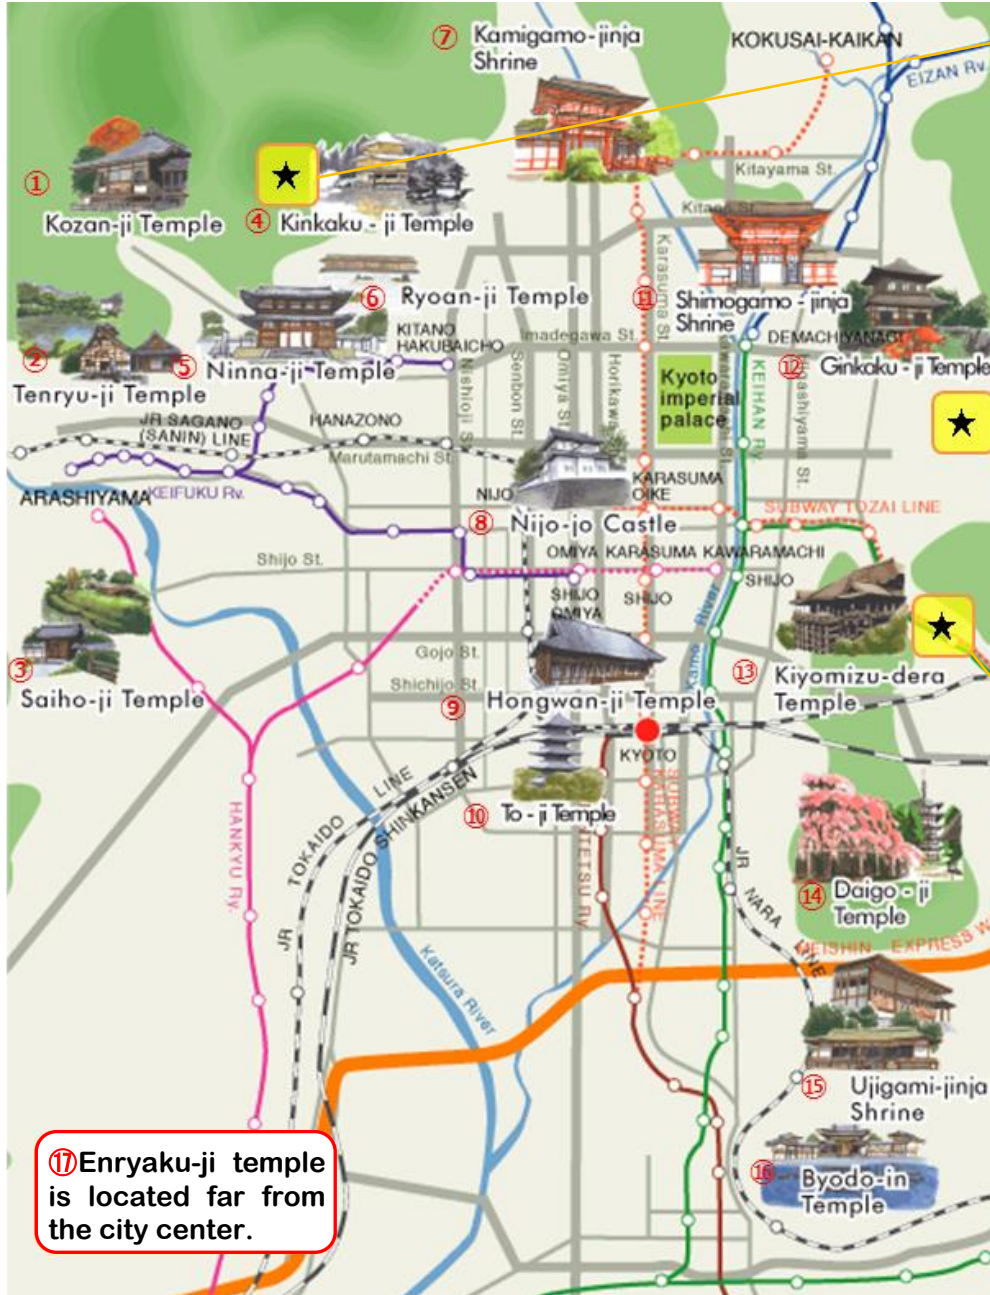 ⑦ Kamigamo-jinja
Shrine
KOKUSAI-KAIKAN
EIZAN Rv.
Kitayama St.
①
Kozan-ji Temple
④ Kinkaku - ji Temple
Karasuma St.
⑥ Ryoan-ji Temple
⑪ Shimogamo - jinja
Shrine
②
Tenryu-ji Temple
⑤ Ninna-ji Temple
KITANO
HAKUBAICHO
Imadegawa St.
DEMACHIYANAGI
⑫ Ginkaku - ji Temple
Nishioji St.
Senbon St.
Omiya St.
Horikawa
Kyoto
imperial
palace
KEIHAN Ry.
Higashiyama St.
JR SAGANO
(SANIN) LINE
HANAZONO
Marutamachi St.
ARASHIYAMA
KEIFUKU Rv.
NIJO
KARASUMA
OIKE
⑧ Nijo-jo Castle
SUBWAY TOZAI LINE
Shijo St.
OMIYA KARASUMA KAWARAMACHI
SHIJO
OMIYA
SHIJO
SHIJO
Kamo River
③
Saiho-ji Temple
Gojo St.
Shichijo St.
⑨ Hongwan-ji Temple
⑬ Kiyomizu-dera
Temple
KYOTO
⑩ To - ji Temple
SUBWAY
KARASUMA LINE
HANKYU Ry.
JR TOKAIDO LINE
JR TOKAIDO SHINKANSEN
JR NARA LINE
⑭ Daigo - ji
Temple
MEISHIN EXPRESS W
Katsura River
⑮ Ujigami-jinja
Shrine
⑯ Byodo-in
Temple
⑰Enryaku-ji temple
is located far from
the city center.